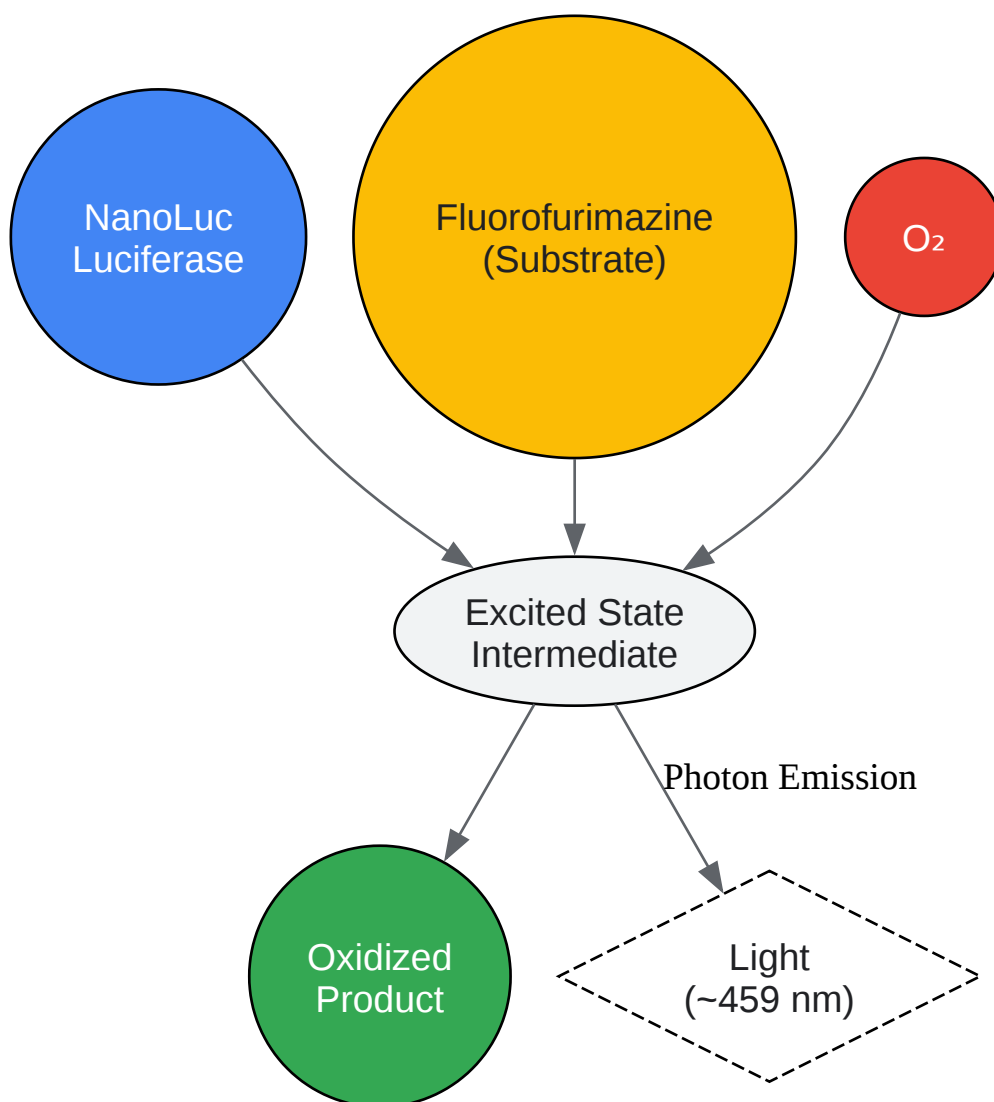 NanoLuc
Luciferase
Fluorofurimazine
(Substrate)
O₂
Excited State
Intermediate
Photon Emission
Oxidized
Product
Light
(~459 nm)